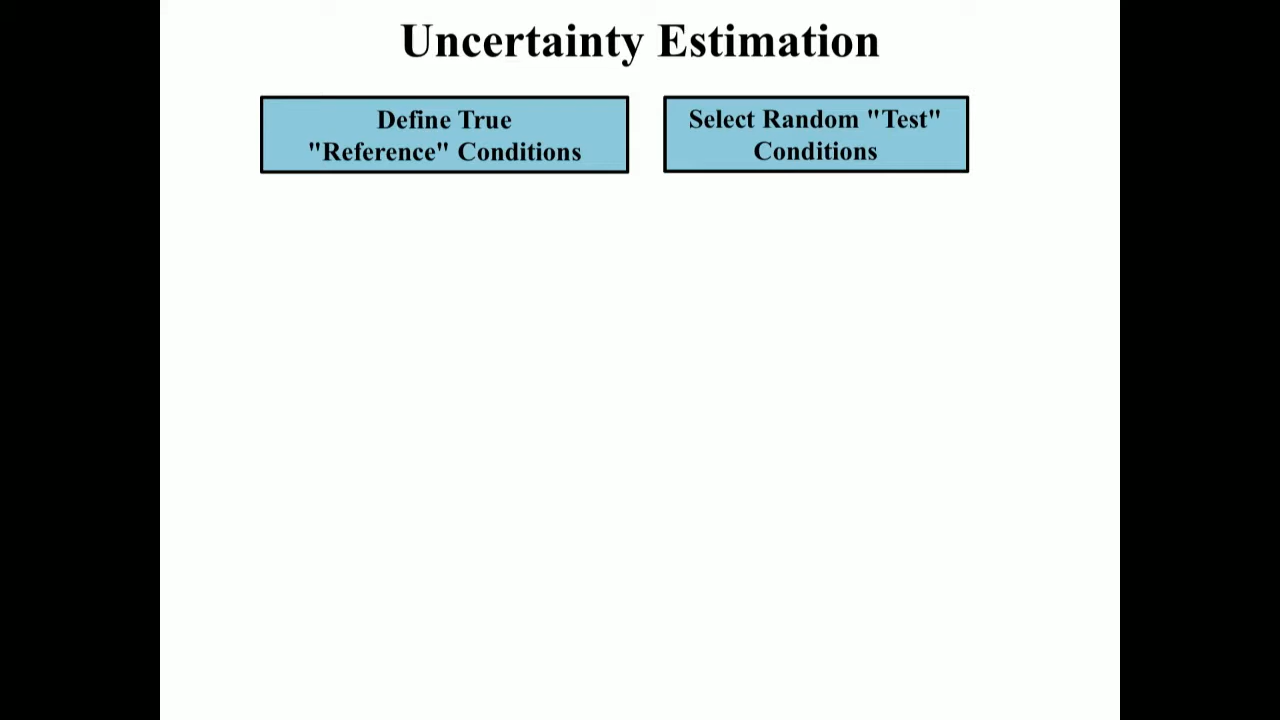 Uncertainty Estimation
Define True
"Reference" Conditions
Select Random "Test"
Conditions